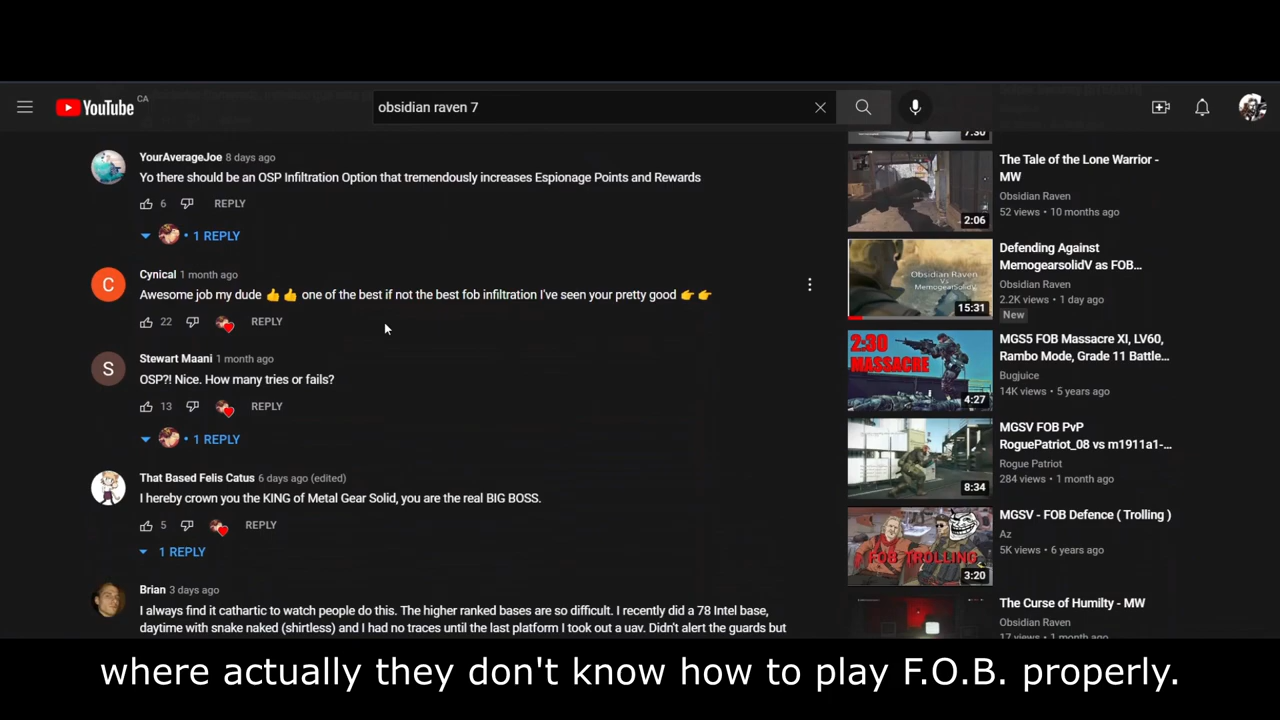 YouTube CA
obsidian raven 7
YourAverageJoe 8 days ago
Yo there should be an OSP Infiltration Option that tremendously increases Espionage Points and Rewards
6 REPLY
1 REPLY
Cynical 1 month ago
Awesome job my dude 👍👍 one of the best if not the best fob infiltration I've seen your pretty good 👉👉
22 REPLY
Stewart Maani 1 month ago
OSP?! Nice. How many tries or fails?
13 REPLY
1 REPLY
That Based Felis Catus 6 days ago (edited)
I hereby crown you the KING of Metal Gear Solid, you are the real BIG BOSS.
5 REPLY
1 REPLY
Brian 3 days ago
I always find it cathartic to watch people do this. The higher ranked bases are so difficult. I recently did a 78 Intel base,
daytime with snake naked (shirtless) and I had no traces until the last platform I took out a uav. Didn't alert the guards but
7:30
The Tale of the Lone Warrior -
MW
Obsidian Raven
52 views • 10 months ago
2:06
Defending Against
MemogearsolidV as FOB...
Obsidian Raven
2.2K views • 1 day ago
New
Obsidian Raven
Vs
MemogearsolidV
15:31
MGS5 FOB Massacre XI, LV60,
Rambo Mode, Grade 11 Battle...
Bugjuice
14K views • 5 years ago
2:30
MASSACRE
4:27
MGSV FOB PvP
RoguePatriot_08 vs m1911a1-...
Rogue Patriot
284 views • 1 month ago
8:34
MGSV - FOB Defence ( Trolling )
Az
5K views • 6 years ago
FOB TROLLING
3:20
The Curse of Humilty - MW
Obsidian Raven
17 views • 1 month ago
where actually they don't know how to play F.O.B. properly.